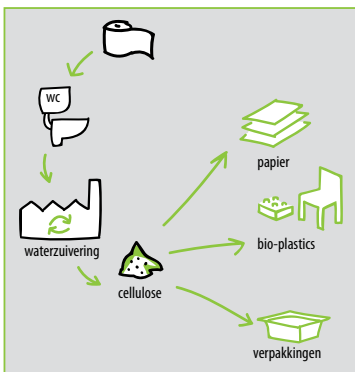 WC
papier
waterzuivering
bio-plastics
cellulose
verpakkingen